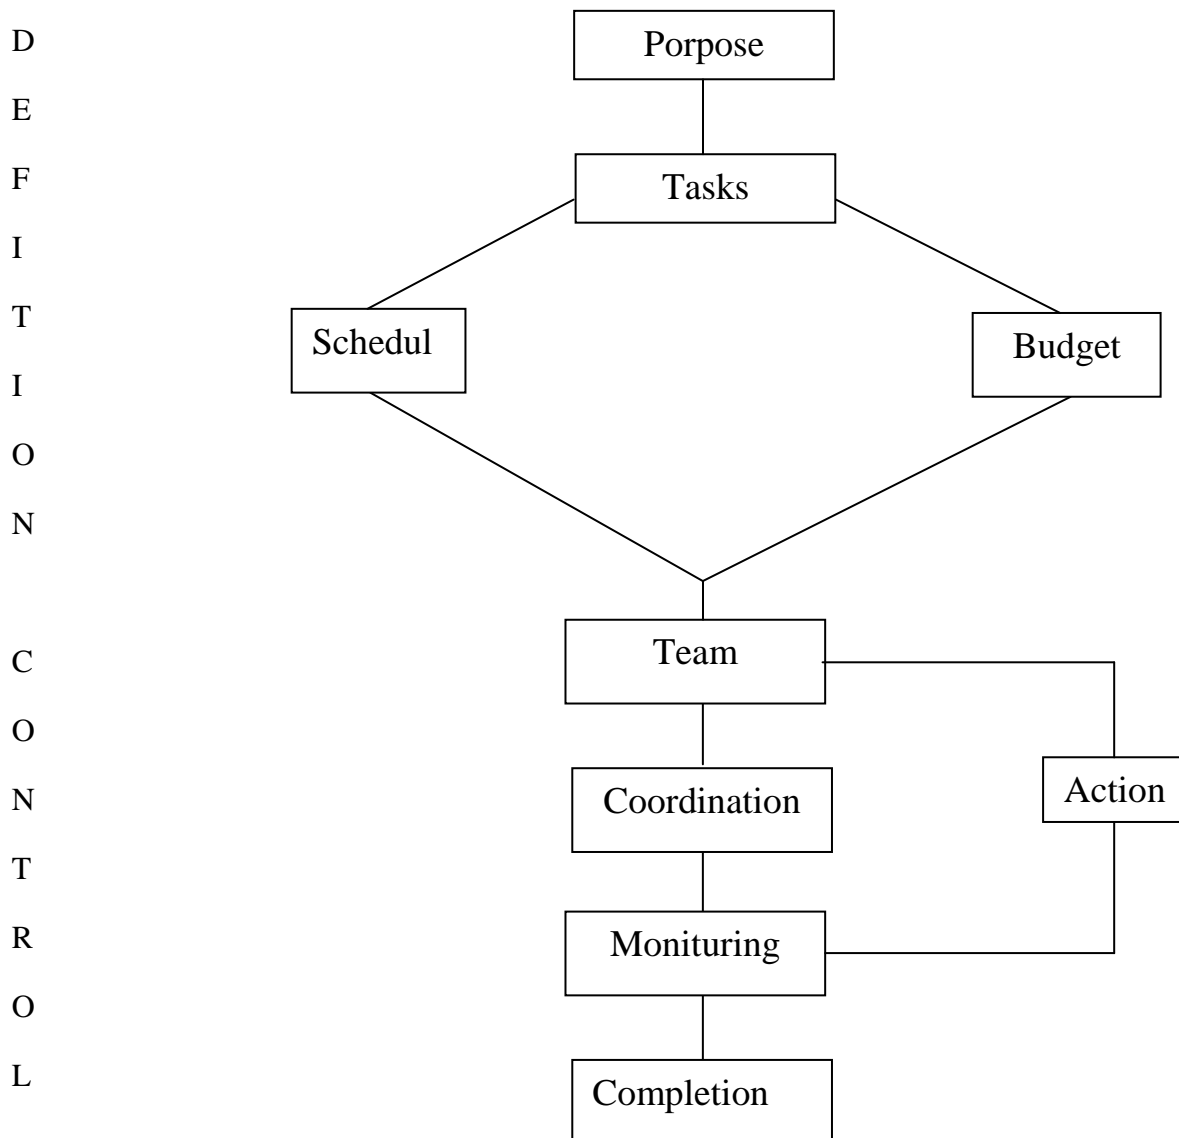 D
E
F
I
T
I
O
N
C
O
N
T
R
O
L
Porpose
Tasks
Schedul
Budget
Team
Coordination
Action
Monituring
Completion